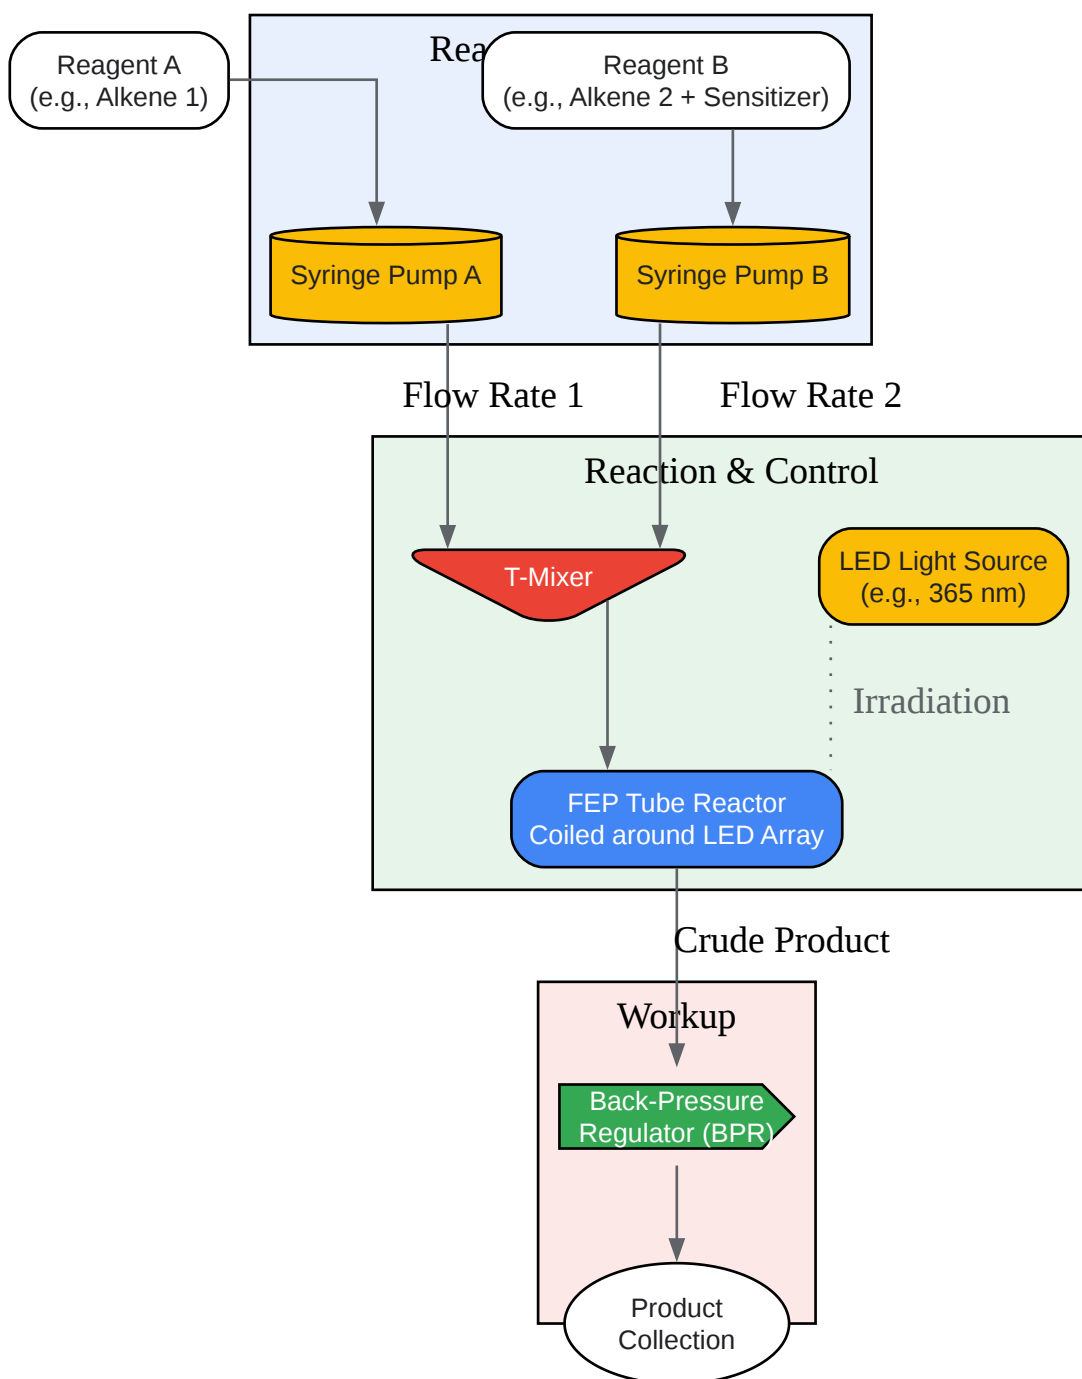 Reagent A
(e.g., Alkene 1)
Reagent B
(e.g., Alkene 2 + Sensitizer)
Syringe Pump A
Syringe Pump B
Flow Rate 1
Flow Rate 2
Reaction & Control
T-Mixer
LED Light Source
(e.g., 365 nm)
Irradiation
FEP Tube Reactor
Coiled around LED Array
Crude Product
Workup
Back-Pressure
Regulator (BPR)
Product
Collection